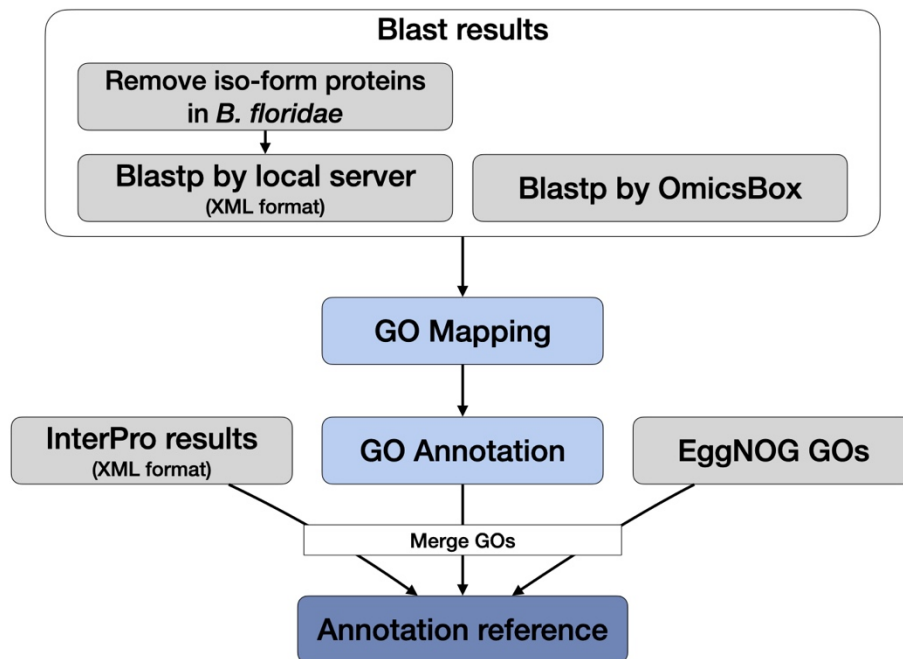 Blast results
Remove iso-form proteins
in B. floridae
Blastp by local server
(XML format)
Blastp by OmicsBox
GO Mapping
InterPro results
(XML format)
GO Annotation
EggNOG GOs
Merge GOs
Annotation reference